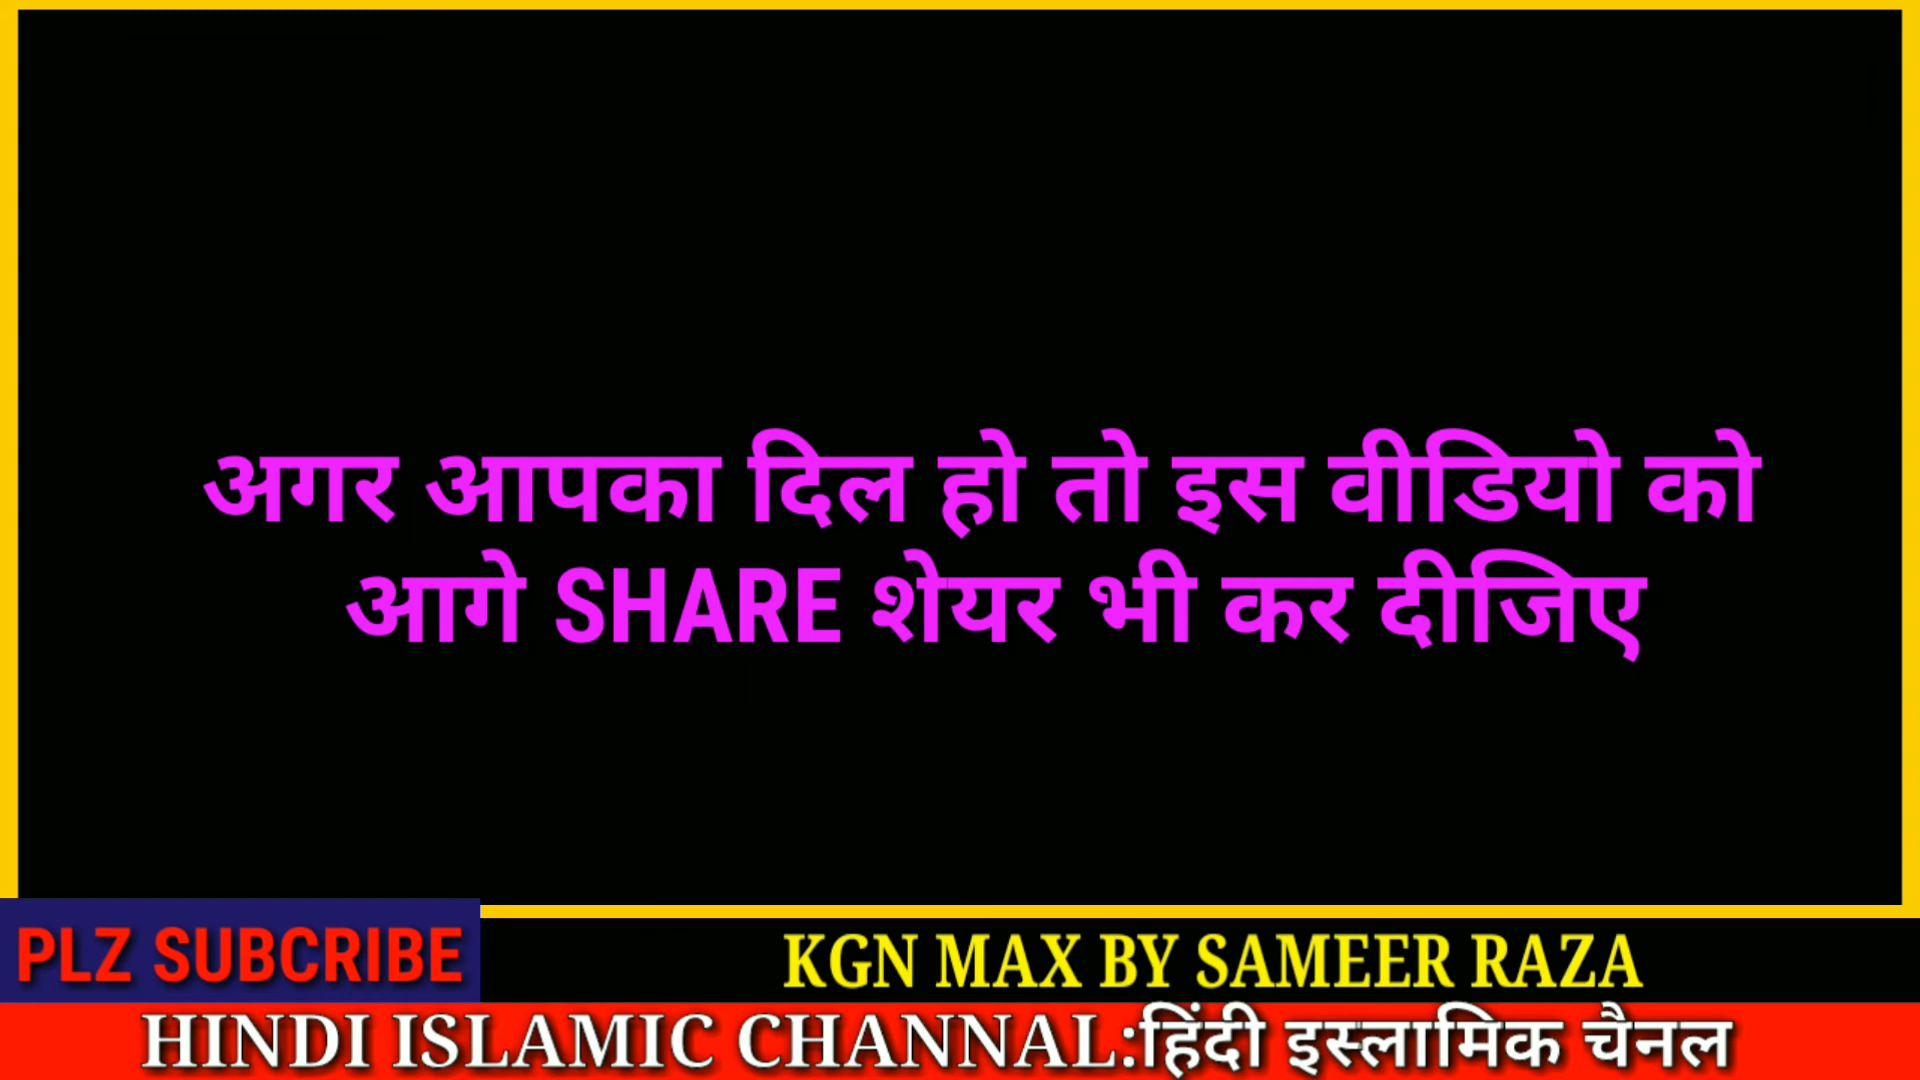 अगर आपका दिल हो तो इस वीडियो को
आगे SHARE शेयर भी कर दीजिए
PLZ SUBCRIBE
KGN MAX BY SAMEER RAZA
HINDI ISLAMIC CHANNAL:हिंदी इस्लामिक चैनल